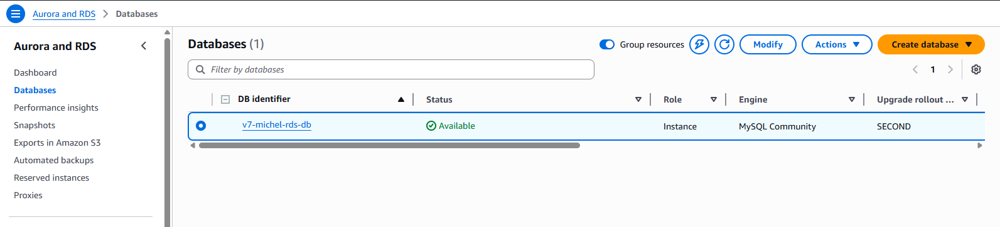 Aurora and RDS > Databases
Aurora and RDS
Dashboard
Databases
Performance insights
Snapshots
Exports in Amazon S3
Automated backups
Reserved instances
Proxies
Databases (1)
Group resources
Modify
Actions
Create database
Filter by databases
1
DB identifier Status Role Engine Upgrade rollout ...
v7-michel-rds-db Available Instance MySQL Community SECOND